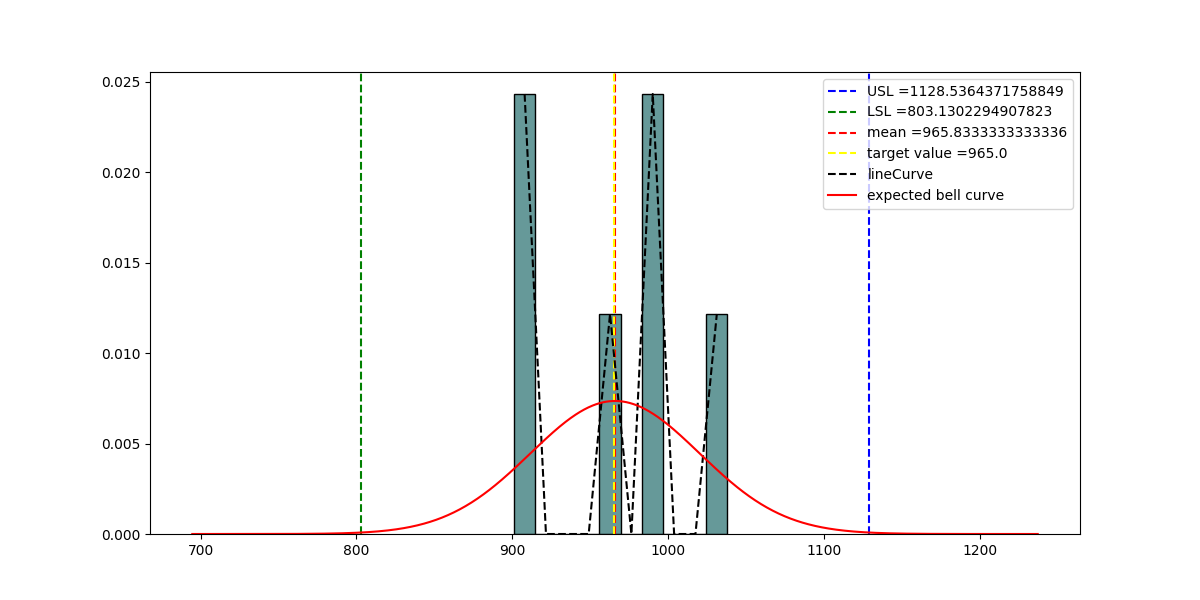 0.025
0.020
0.015
0.010
0.005
0.000
700 800 900 1000 1100 1200
USL =1128.5364371758849
LSL =803.1302294907823
mean =965.8333333333336
target value =965.0
lineCurve
expected bell curve